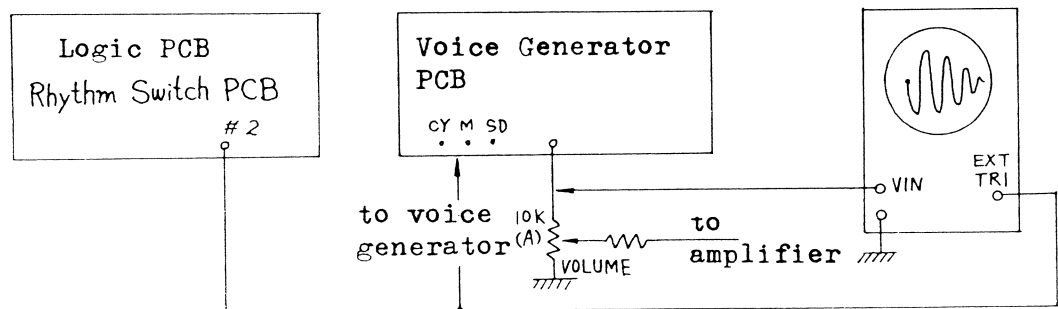 Logic PCB
Rhythm Switch PCB
#2
Voice Generator
PCB
CY M SD
EXT
TRI
VIN
to voice
generator
10K
(A)
VOLUME
to
amplifier